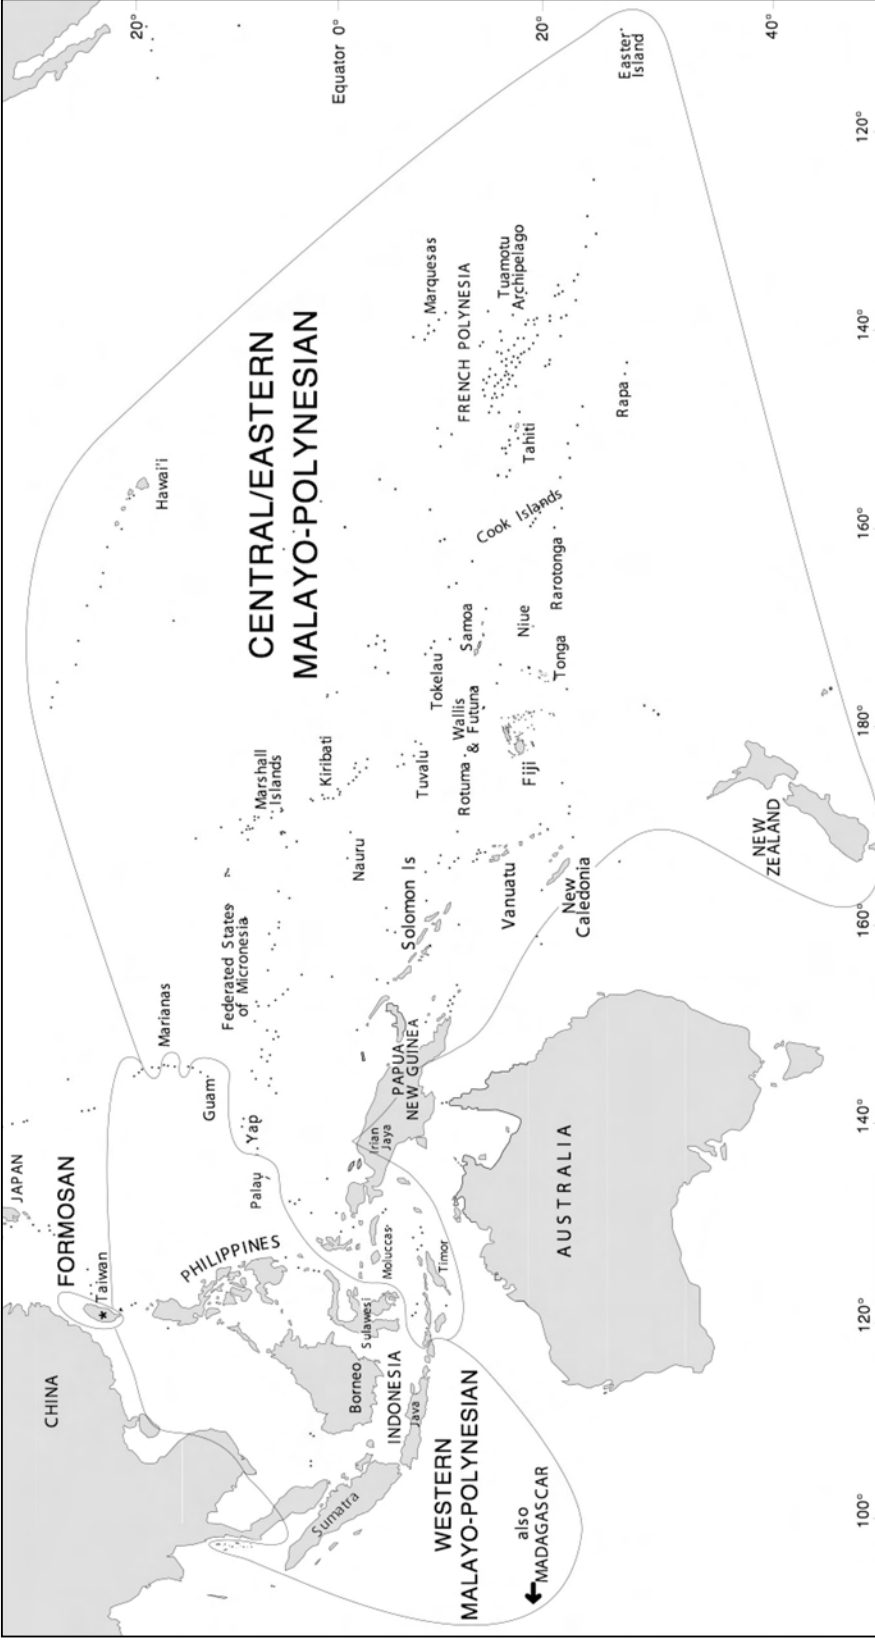 20°
Equator 0°
20°
40°
Easter
Island
120°
Marquesas
FRENCH POLYNESIA
Tuamotu
Archipelago
140°
CENTRAL/EASTERN
MALAYO-POLYNESIAN
Rapa
Tahiti
Hawai'i
Cook Islands
160°
Rarotonga
Samoa
Niue
Tonga
Tokelau
Wallis
& Futuna
180°
Marshall
Islands
Kiribati
Tuvalu
Rotuma
Fiji
NEW
ZEALAND
Nauru
Solomon Is
Vanuatu
New
Caledonia
160°
Federated States
of Micronesia
Marianas
Guam
PAPUA
NEW GUINEA
Irian
Jaya
140°
Yap
Palau
JAPAN
FORMOSAN
Taiwan
PHILIPPINES
Moluccas
Timor
AUSTRALIA
120°
CHINA
Sulawesi
Borneo
INDONESIA
Java
WESTERN
MALAYO-POLYNESIAN
Sumatra
also
MADAGASCAR
100°